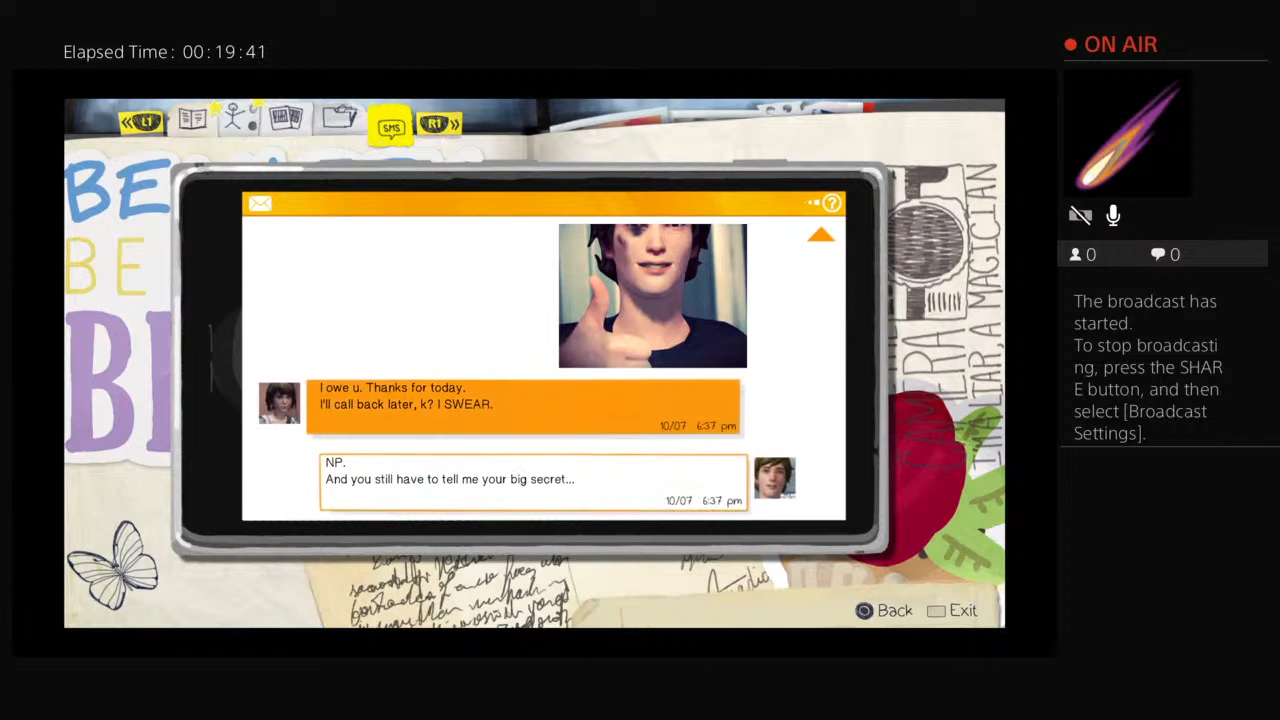 Elapsed Time: 00:19:41
ON AIR
L1
SMS
R1
BE
BE
I owe u. Thanks for today.
I'll call back later, k? I SWEAR.
10/07 6:37 pm
NP.
And you still have to tell me your big secret...
10/07 6:37 pm
LIAR, A MAGICIAN
Back
Exit
0
0
The broadcast has
started.
To stop broadcasti
ng, press the SHAR
E button, and then
select [Broadcast
Settings].